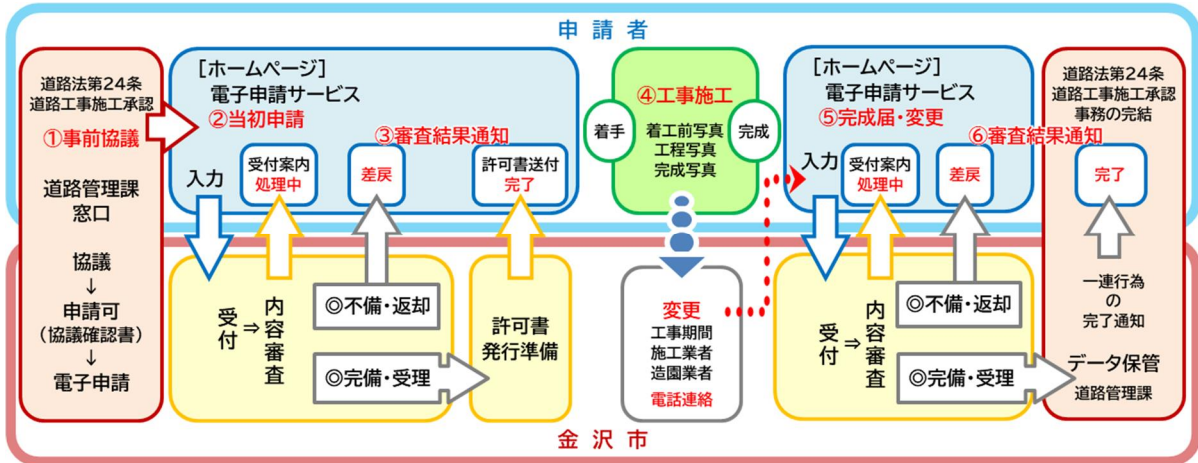 申請者
道路法第24条
道路工事施工承認
①事前協議
道路管理課
窓口
協議
↓
申請可
(協議確認書)
↓
電子申請
[ホームページ]
電子申請サービス
②当初申請
③審査結果通知
入力
受付案内
処理中
差戻
許可書送付
完了
受付
⇒
内容審査
◎不備・返却
◎完備・受理
許可書
発行準備
④工事施工
着手
着工前写真
工程写真
完成写真
完成
変更
工事期間
施工業者
造園業者
電話連絡
[ホームページ]
電子申請サービス
⑤完成届・変更
⑥審査結果通知
入力
受付案内
処理中
差戻
受付
⇒
内容審査
◎不備・返却
◎完備・受理
道路法第24条
道路工事施工承認
事務の完結
完了
一連行為
の
完了通知
データ保管
道路管理課
金沢市